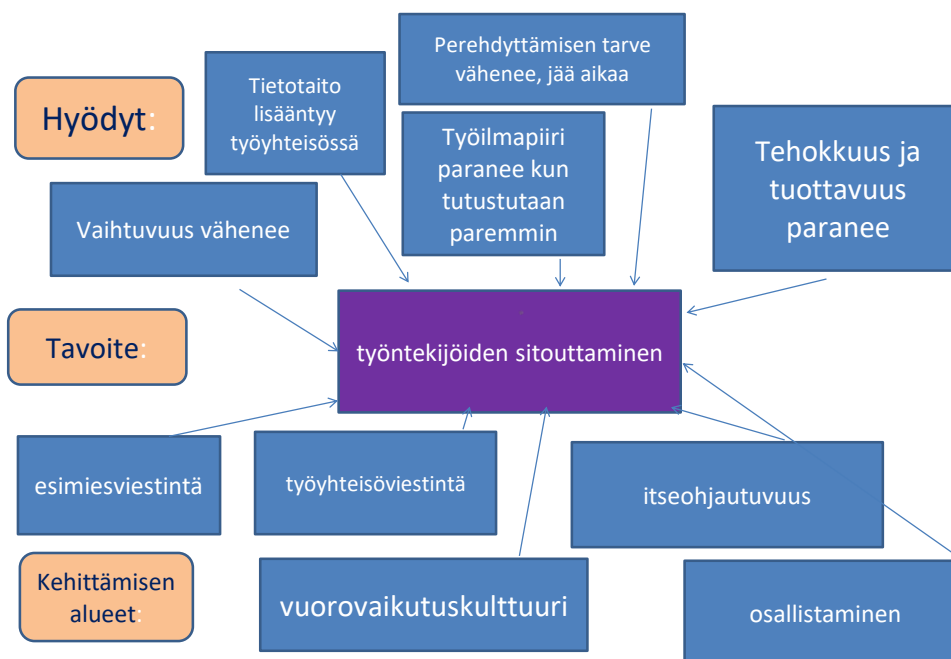 Hyödyt:
Tietotaito
lisääntyy
työyhteisössä
Perehdyttämisen tarve
vähenee, jää aikaa
Vaihtuvuus vähenee
Työilmapiiri
paranee kun
tutustutaan
paremmin
Tehokkuus ja
tuottavuus
paranee
Tavoite:
työntekijöiden sitouttaminen
esimiesviestintä
työyhteisöviestintä
itseohjautuvuus
Kehittämisen
alueet:
vuorovaikutuskulttuuri
osallistaminen